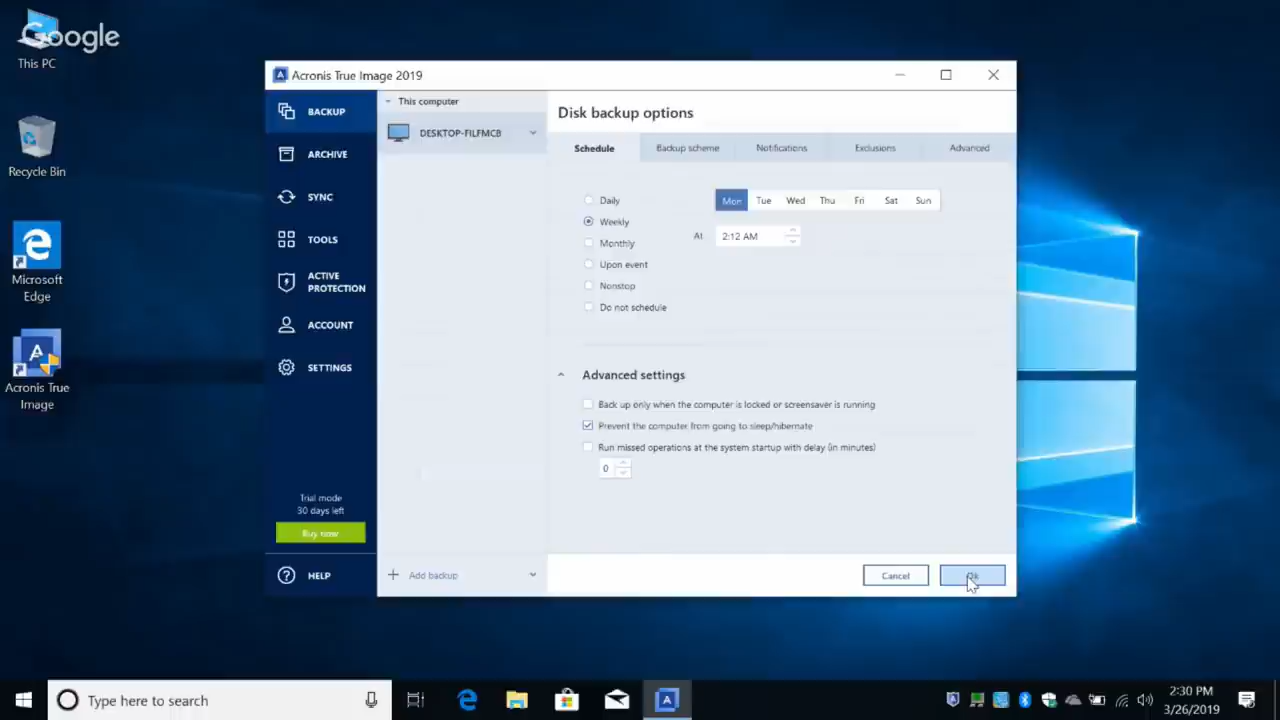 Google
This PC
Recycle Bin
Microsoft
Edge
Acronis True
Image
Acronis True Image 2019
BACKUP
ARCHIVE
SYNC
TOOLS
ACTIVE
PROTECTION
ACCOUNT
SETTINGS
Trial mode
30 days left
Buy now
HELP
This computer
DESKTOP-FILFMCB
Add backup
Disk backup options
Schedule
Backup scheme
Notifications
Exclusions
Advanced
Daily
Weekly
Monthly
Upon event
Nonstop
Do not schedule
Mon Tue Wed Thu Fri Sat Sun
At 2:12 AM
Advanced settings
Back up only when the computer is locked or screensaver is running
Prevent the computer from going to sleep/hibernate
Run missed operations at the system startup with delay (in minutes)
0
Cancel
Ok
Type here to search
2:30 PM
3/26/2019